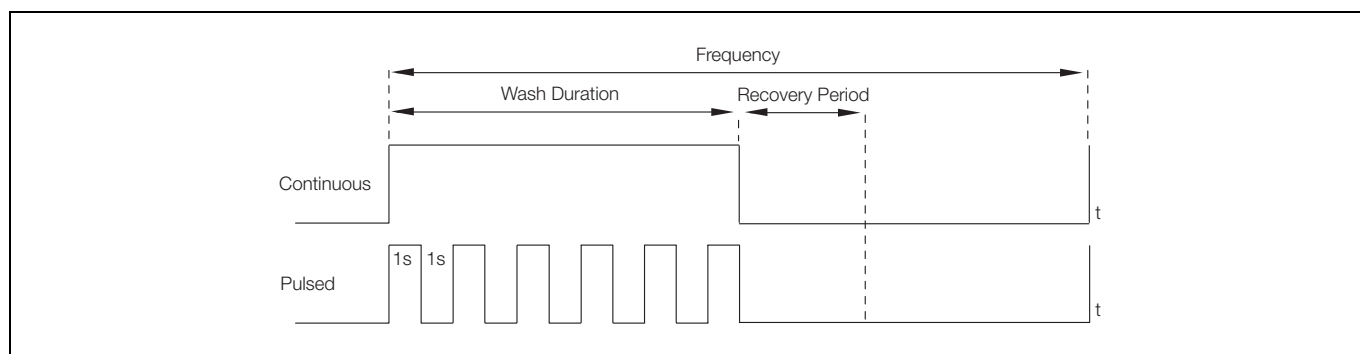 Frequency
Wash Duration Recovery Period
Continuous
t
1s 1s
Pulsed
t